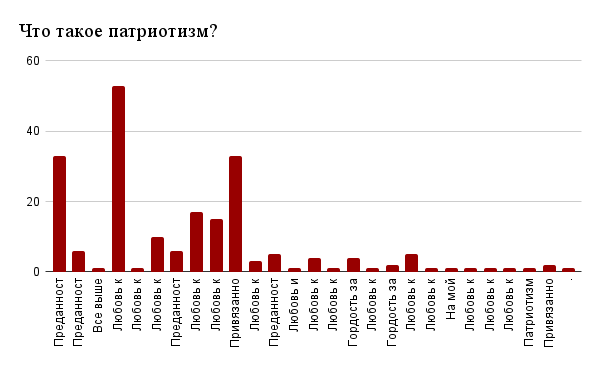 Что такое патриотизм?
60
40
20
0
Преданност
Преданност
Все выше
Любовь к
Любовь к
Любовь к
Преданност
Любовь к
Любовь к
Привязанно
Любовь к
Преданност
Любовь и
Любовь к
Любовь к
Гордость за
Любовь к
Гордость за
Любовь к
Любовь к
На мой
Любовь к
Любовь к
Любовь к
Патриотизм
Привязанно
.